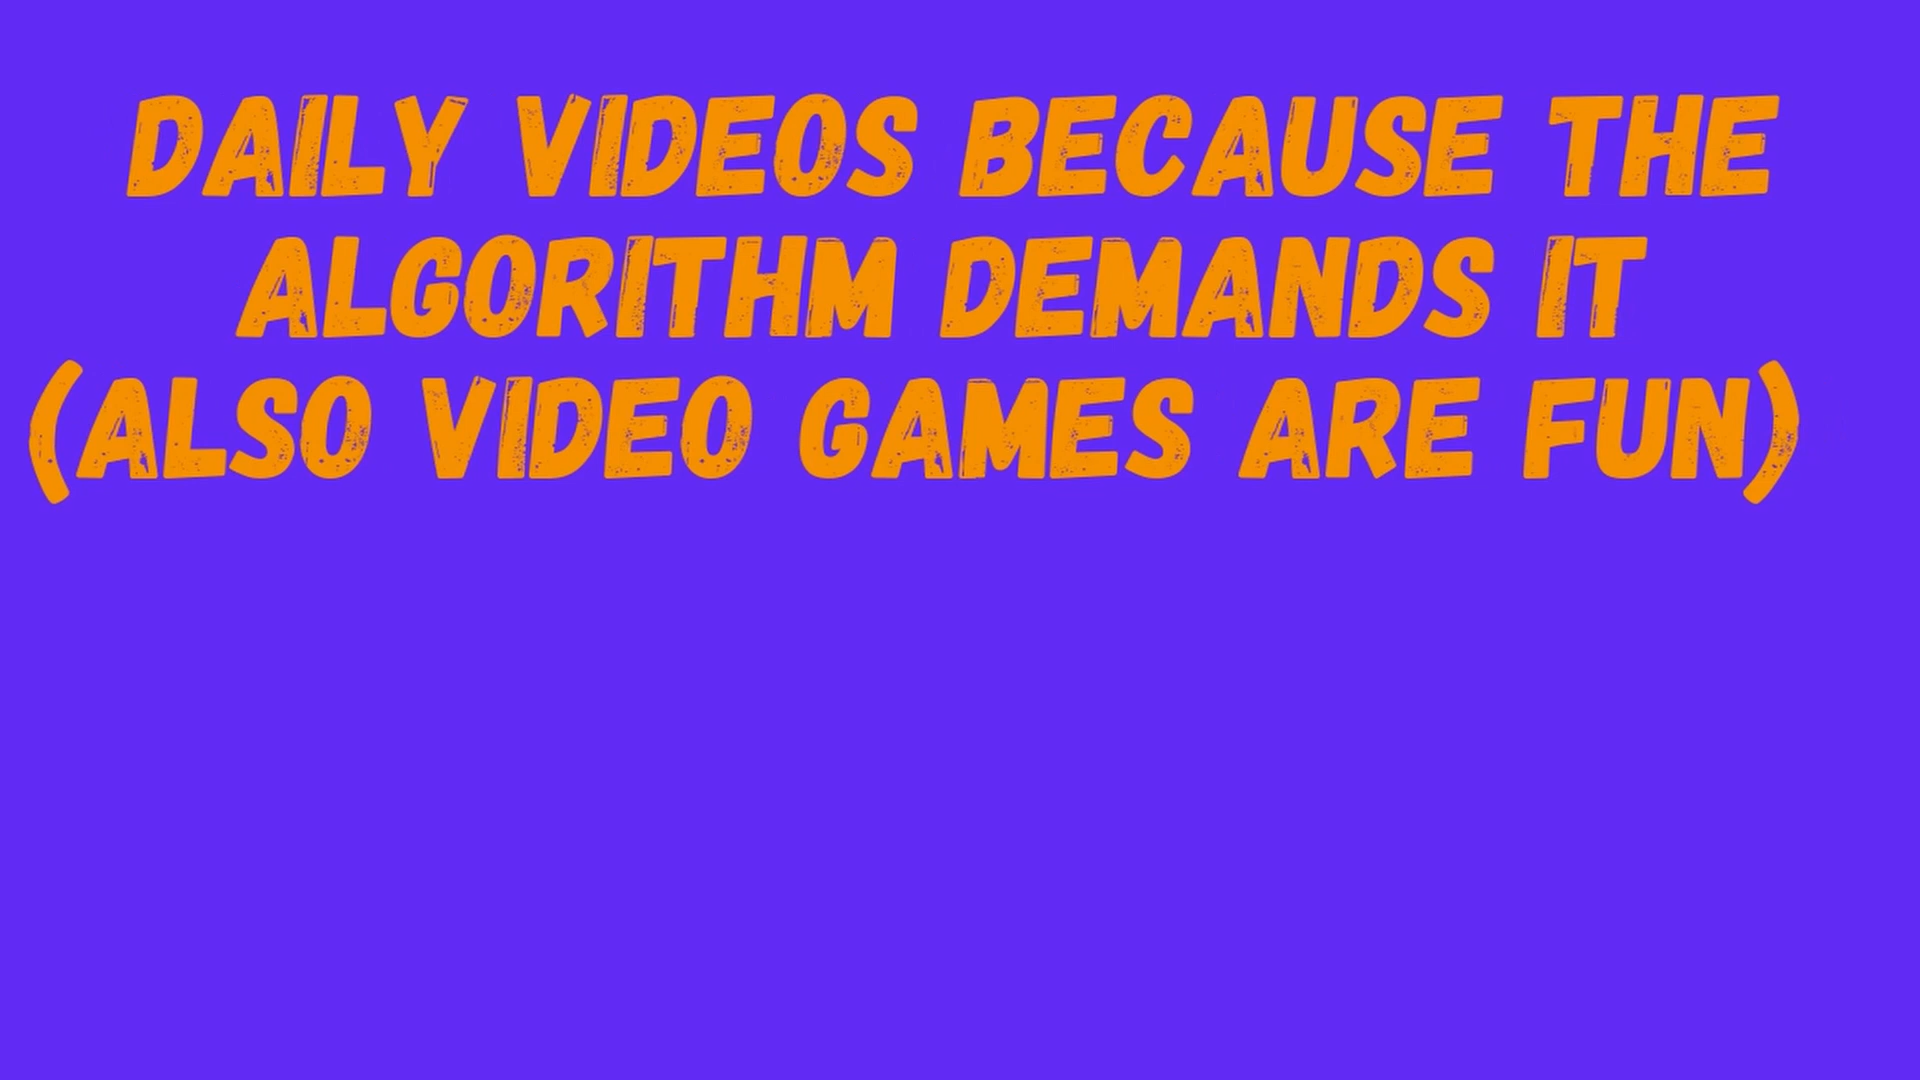 DAILY VIDEOS BECAUSE THE
ALGORITHM DEMANDS IT
(ALSO VIDEO GAMES ARE FUN)